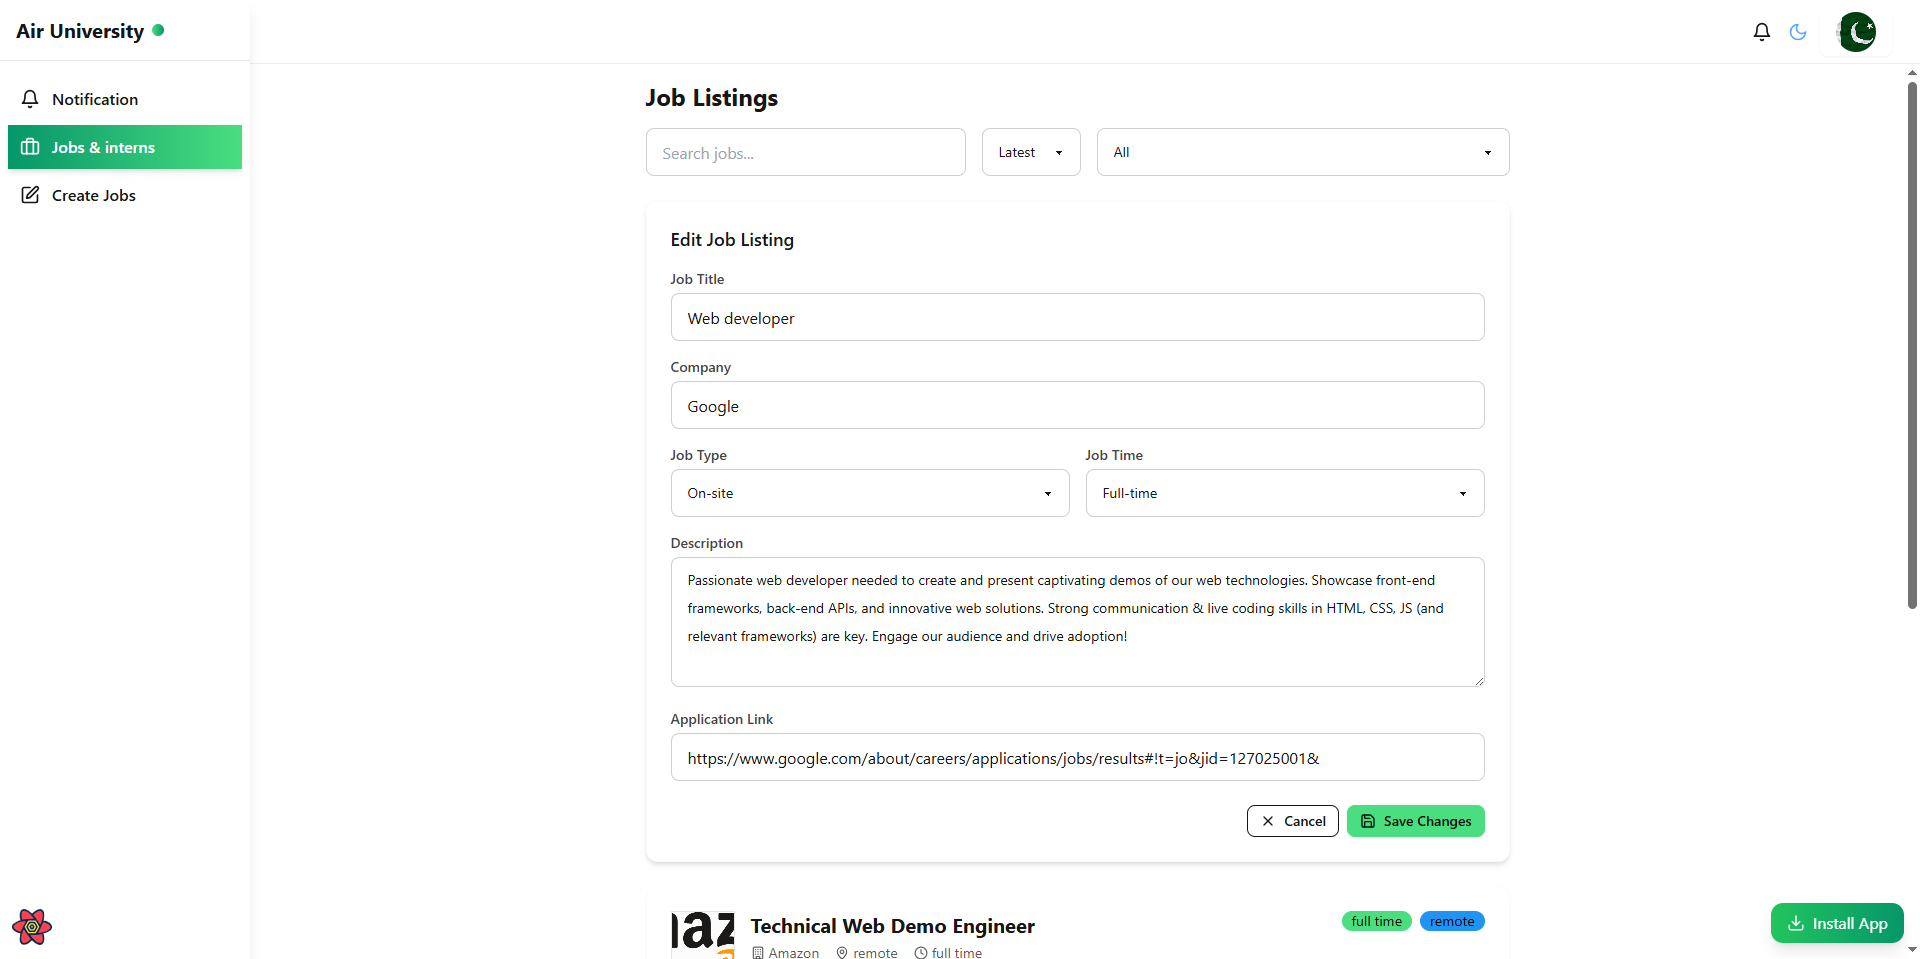 Air University
Notification
Jobs & interns
Create Jobs
Job Listings
Search jobs...
Latest
All
Edit Job Listing
Job Title
Web developer
Company
Google
Job Type
Job Time
On-site
Full-time
Description
Passionate web developer needed to create and present captivating demos of our web technologies. Showcase front-end
frameworks, back-end APIs, and innovative web solutions. Strong communication & live coding skills in HTML, CSS, JS (and
relevant frameworks) are key. Engage our audience and drive adoption!
Application Link
https://www.google.com/about/careers/applications/jobs/results#!t=jo&jid=127025001&
Cancel
Save Changes
az
Technical Web Demo Engineer
full time
remote
Amazon
remote
full time
Install App